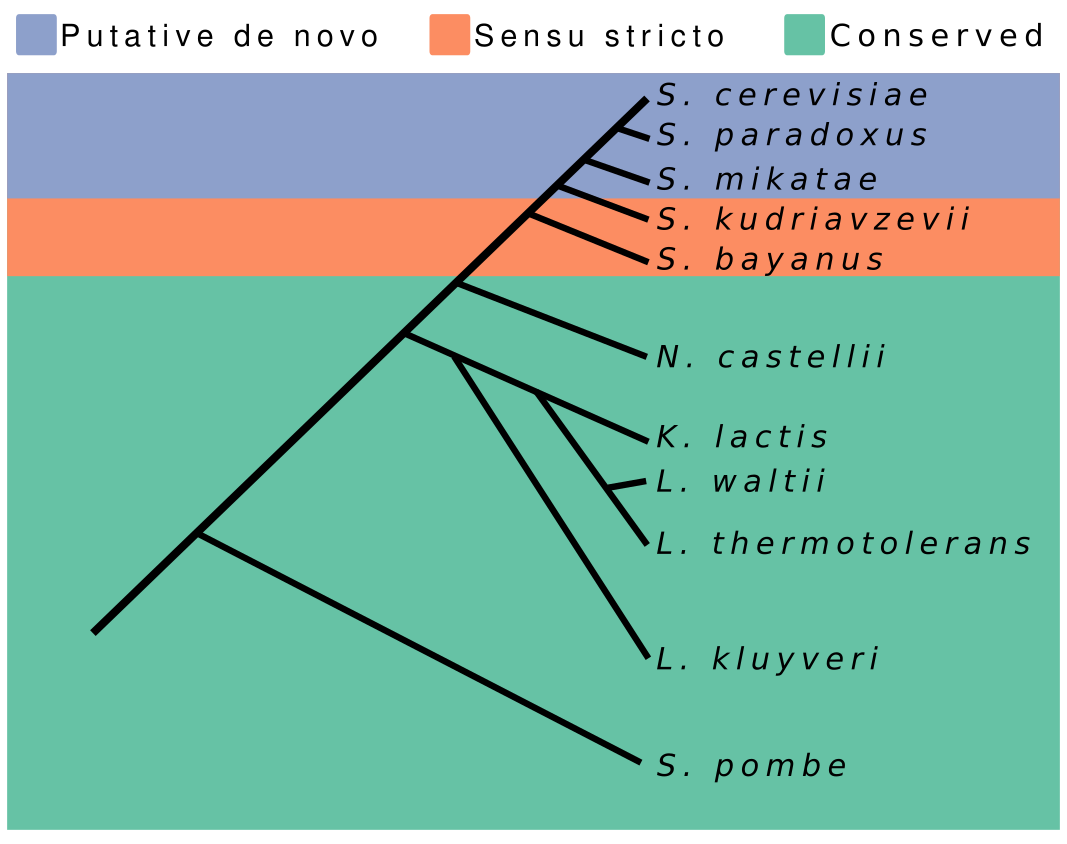 Putative de novo Sensu stricto Conserved
S. cerevisiae
S. paradoxus
S. mikatae
S. kudriavzevii
S. bayanus
N. castellii
K. lactis
L. waltii
L. thermotolerans
L. kluyveri
S. pombe